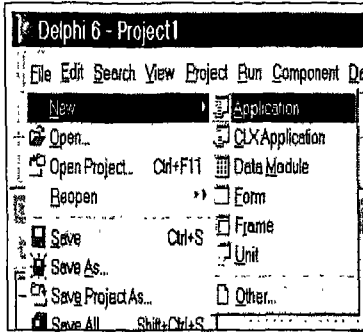 Delphi 6 - Project1
File Edit Search View Project Run Component De
New
Open...
Open Project... Ctrl+F11
Reopen
Save Ctrl+S
Save As...
Save Project As...
Save All Shift+Ctrl+S
Application
CLX Application
Data Module
Form
Frame
Unit
Other...